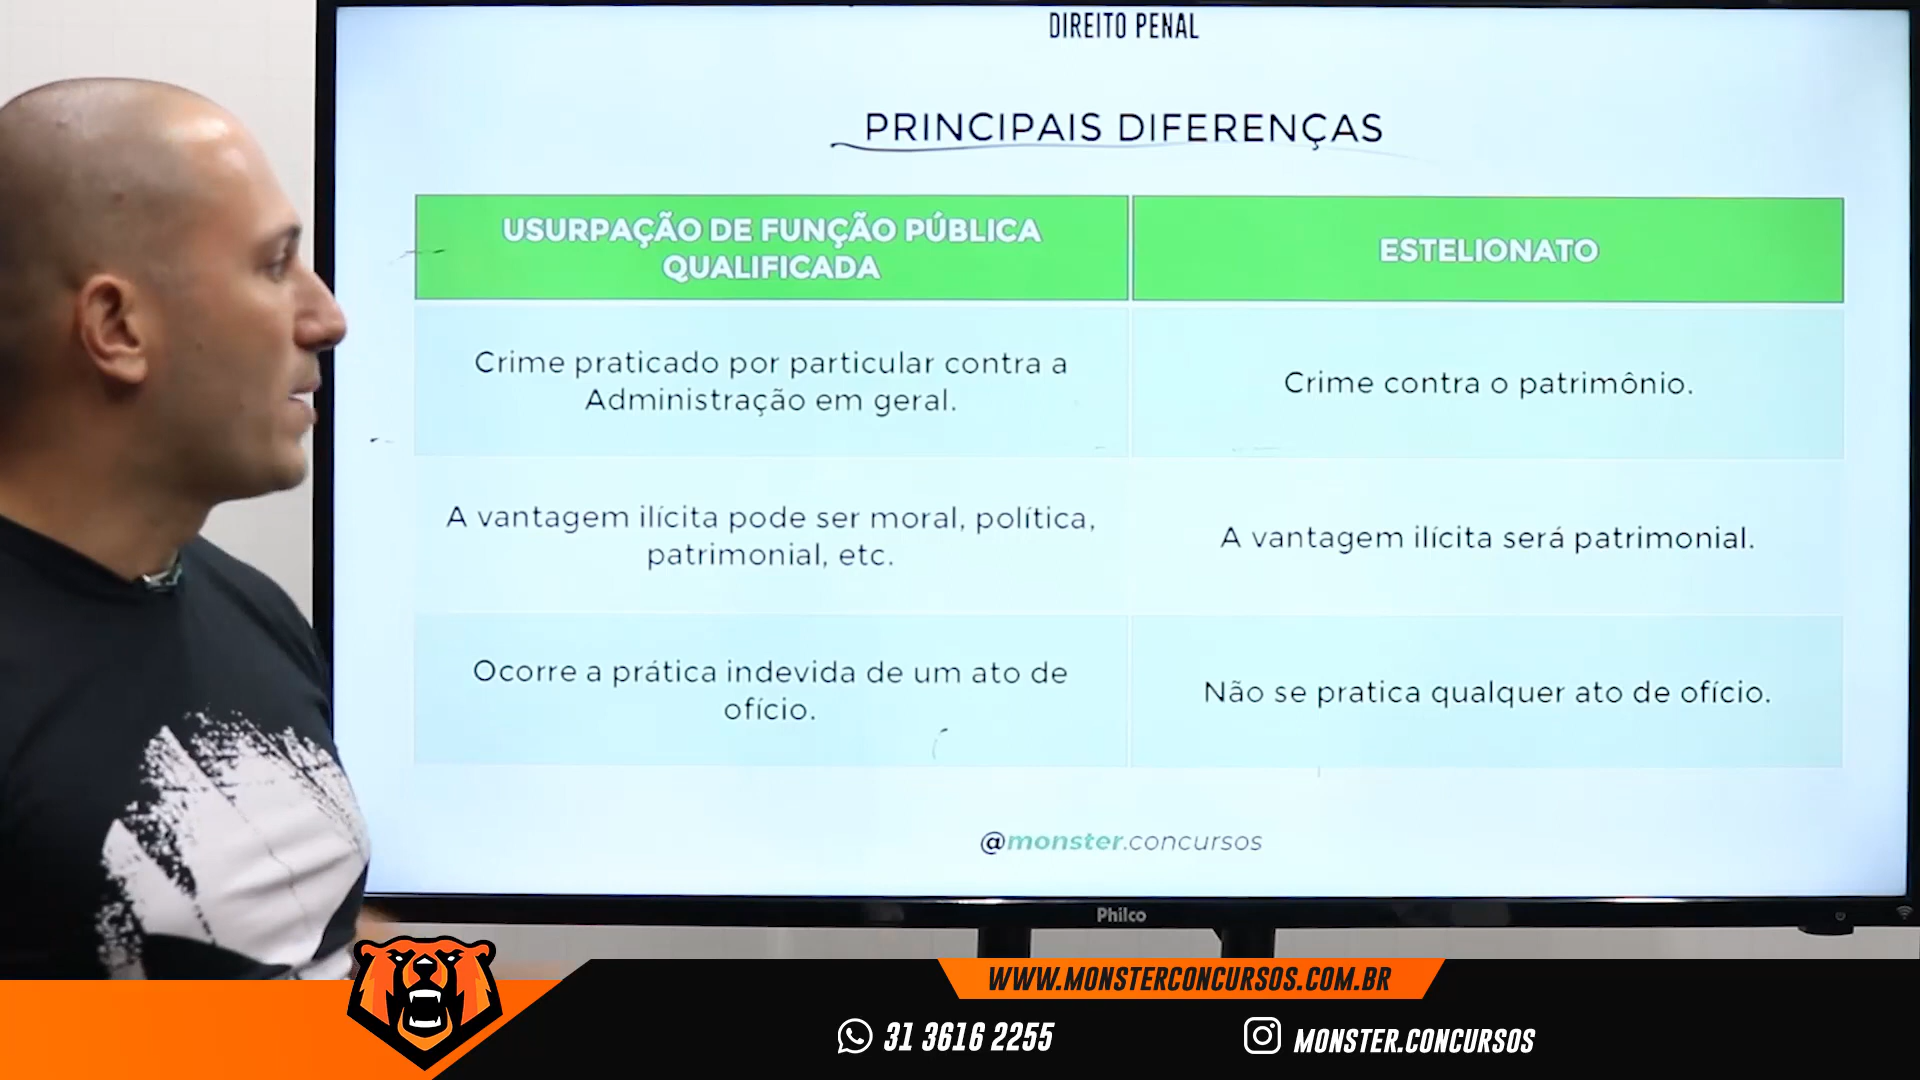 DIREITO PENAL
PRINCIPAIS DIFERENÇAS
USURPAÇÃO DE FUNÇÃO PÚBLICA
QUALIFICADA
ESTELIONATO
Crime praticado por particular contra a
Administração em geral.
Crime contra o patrimônio.
A vantagem ilícita pode ser moral, política,
patrimonial, etc.
A vantagem ilícita será patrimonial.
Ocorre a prática indevida de um ato de
ofício.
Não se pratica qualquer ato de ofício.
@monster.concursos
Philco
WWW.MONSTERCONCURSOS.COM.BR
31 3616 2255
MONSTER.CONCURSOS